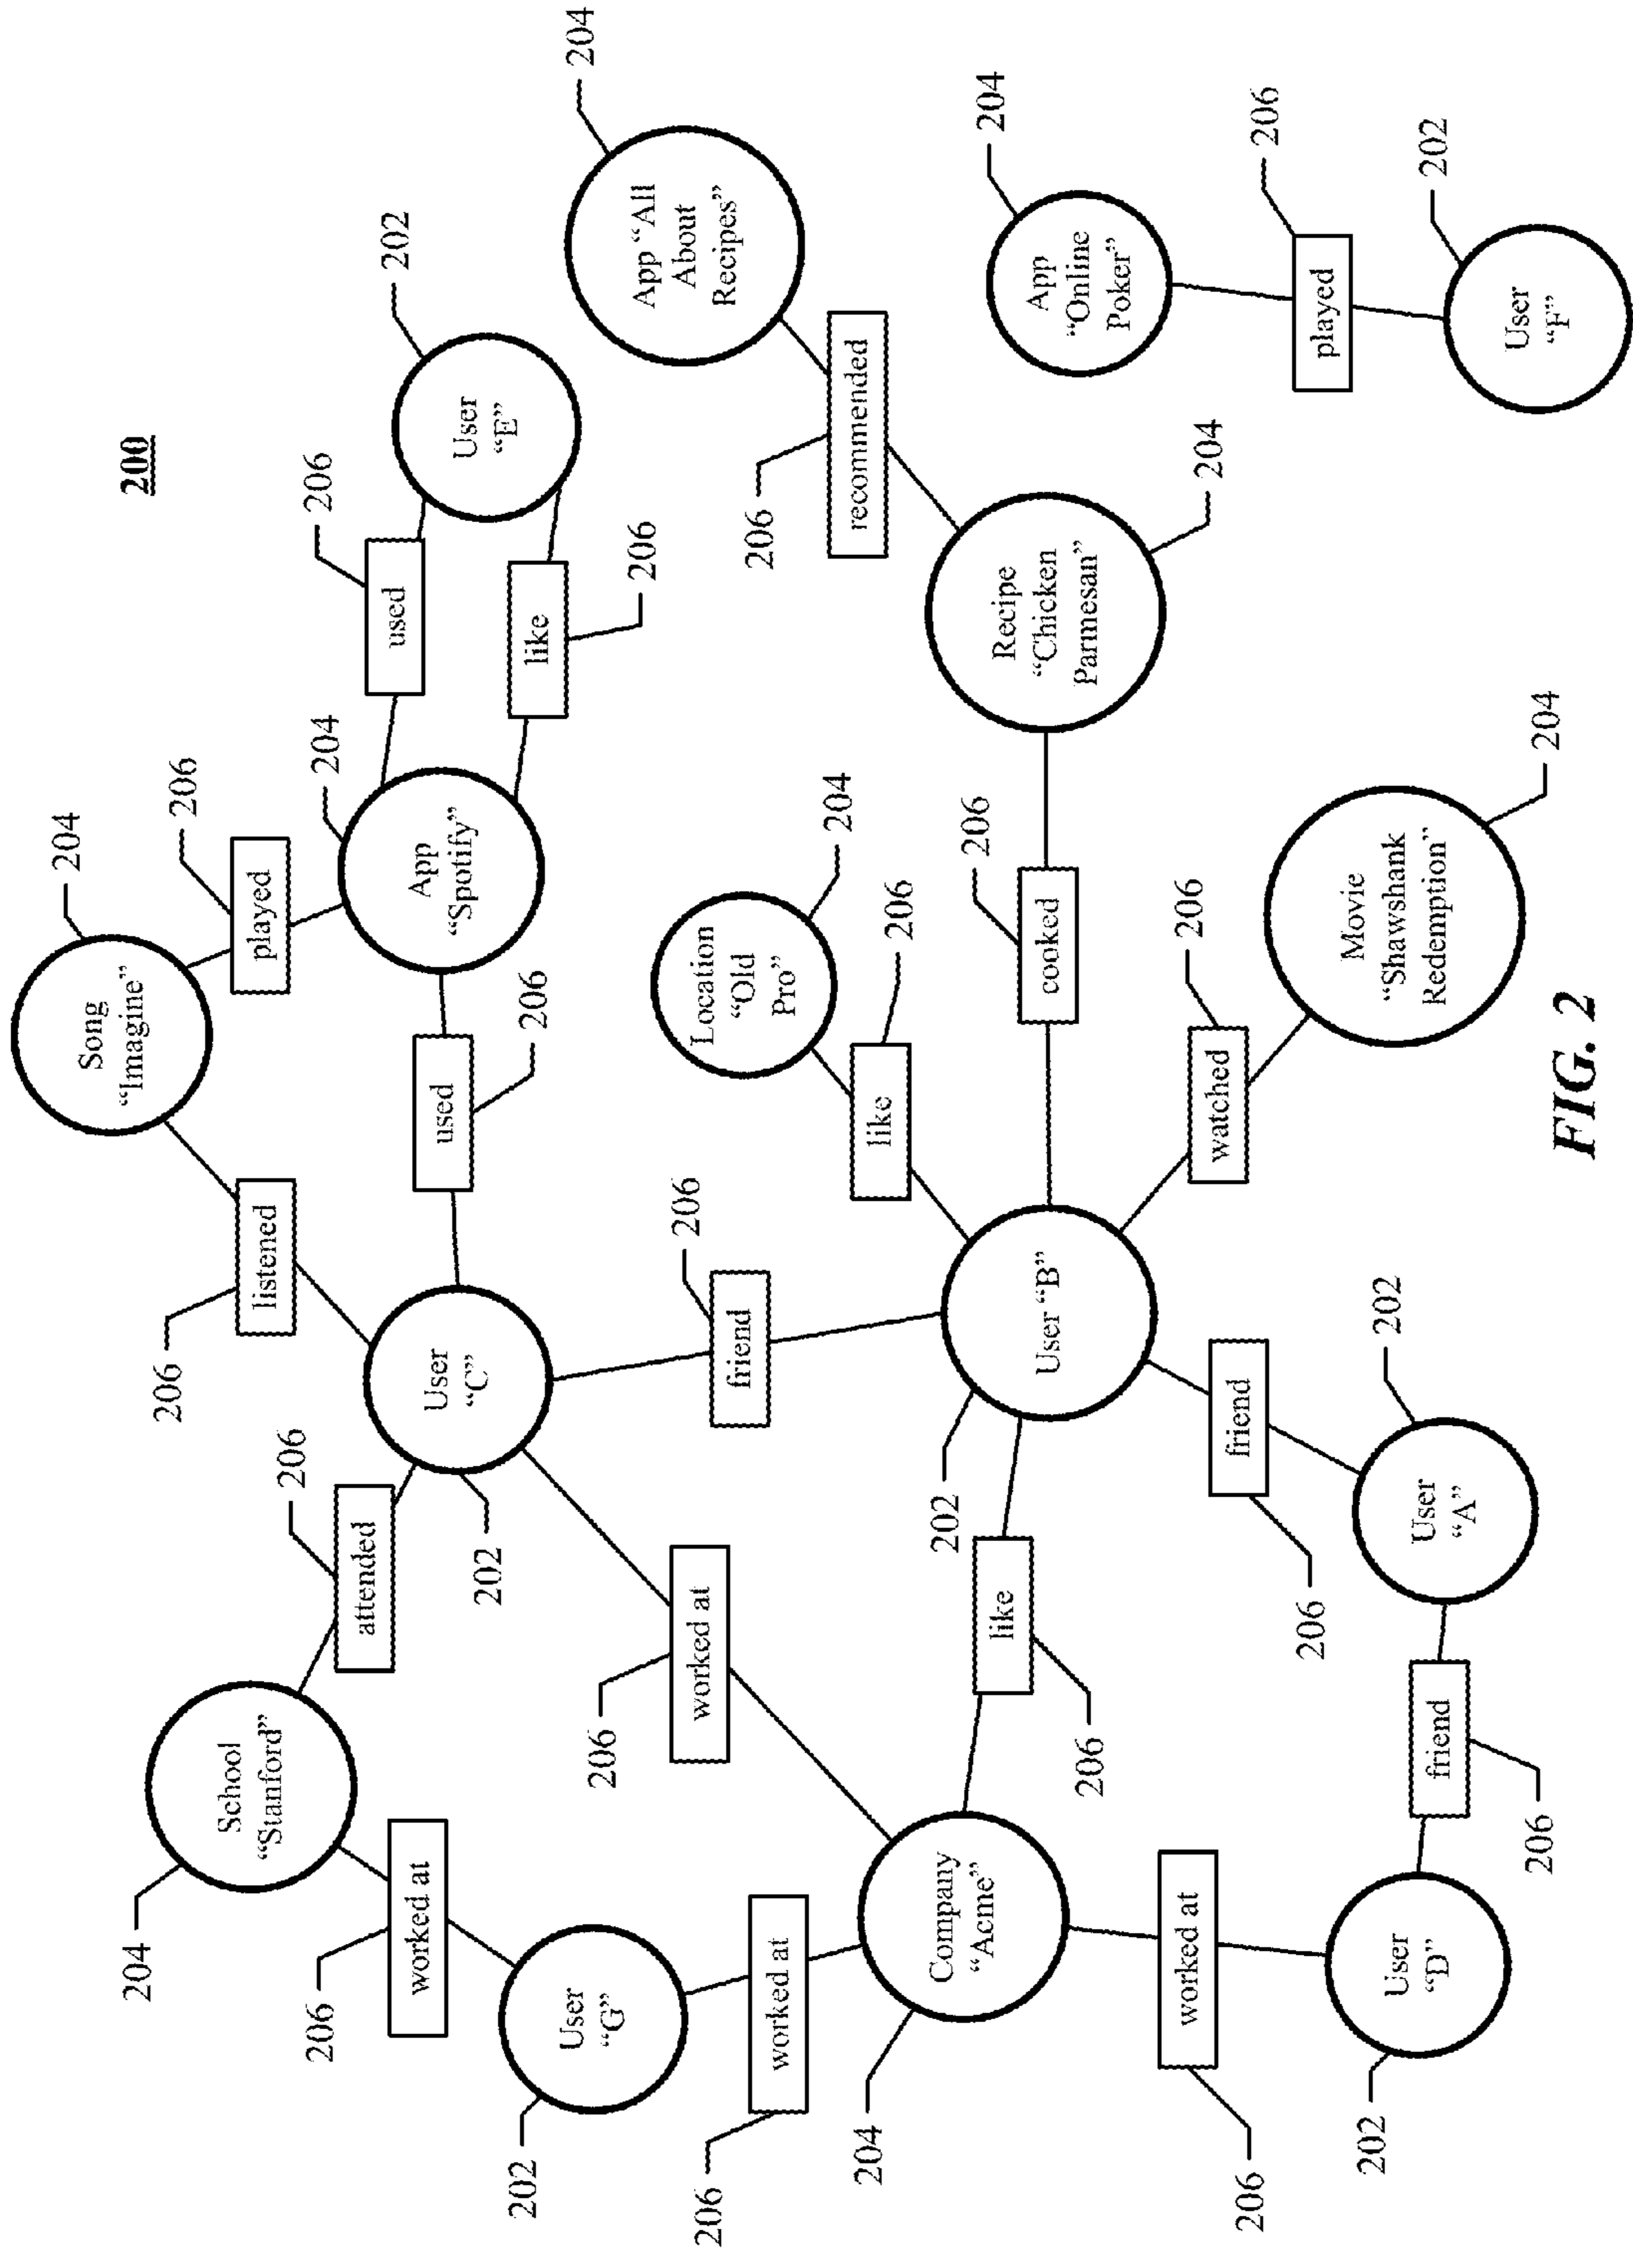 204
Song
“Imagine”
200
204
206
206
School
“Stanford”
played
listened
206
206
206
204
attended
202
used
worked at
App
“Spotify”
User
“C”
used
User
“E”
202
202
206
like
User
“G”
204
206
206
App “All
About
Recipes”
206
worked at
Location
“Old
Pro”
206
friend
206
worked at
204
recommended
204
like
206
Company
“Acme”
202
206
204
like
Recipe
“Chicken
Parmesan”
User “B”
App
“Online
Poker”
cooked
206
206
worked at
204
watched
friend
206
206
206
played
Movie
“Shawshank
Redemption”
202
202
User
“D”
User
“A”
202
friend
User
“F”
206
204
FIG. 2